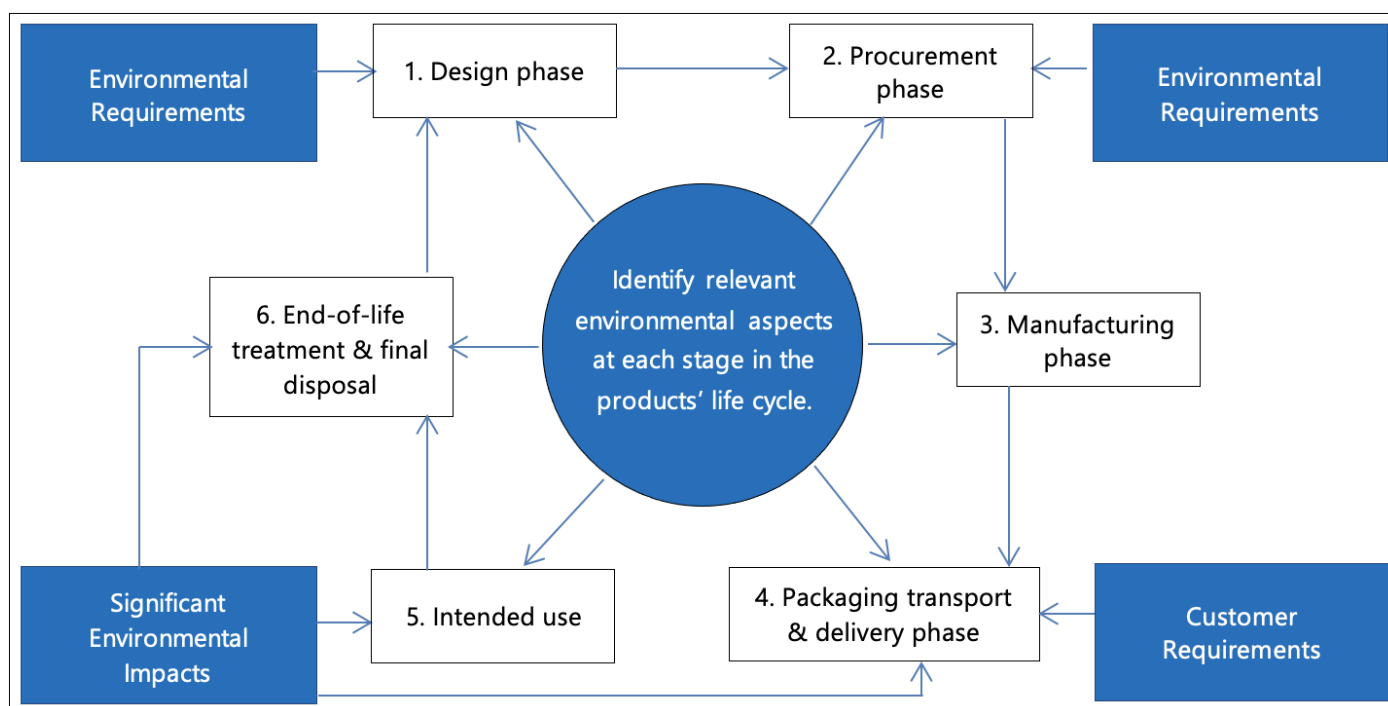 Environmental
Requirements
1. Design phase
2. Procurement
phase
Environmental
Requirements
Identify relevant
environmental aspects
at each stage in the
products’ life cycle.
6. End-of-life
treatment & final
disposal
3. Manufacturing
phase
Significant
Environmental
Impacts
5. Intended use
4. Packaging transport
& delivery phase
Customer
Requirements